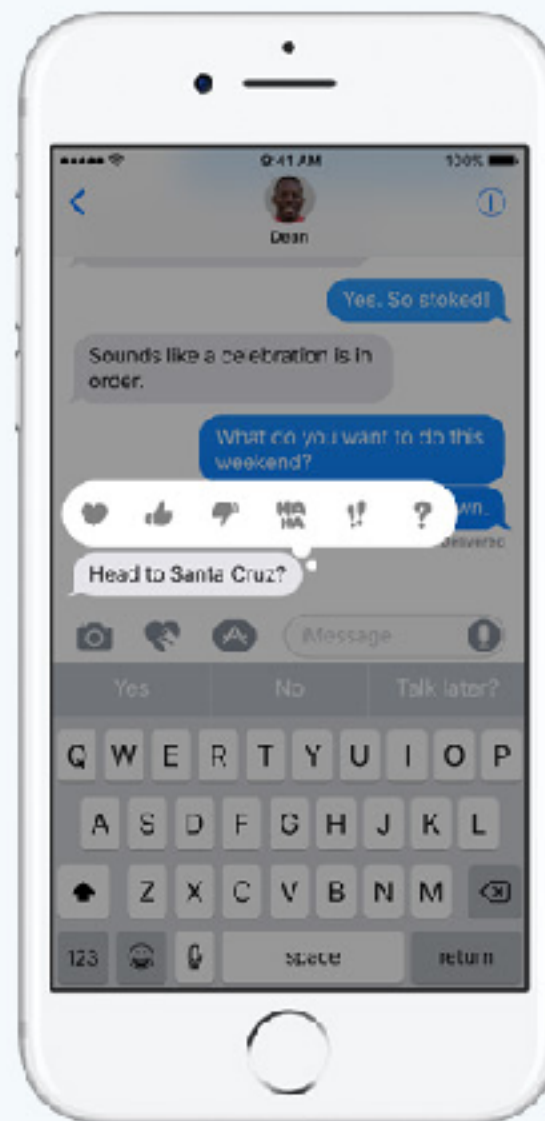 9:41 AM 100%
Dean
Yes. So stoked!
Sounds like a celebration is in
order.
What do you want to do this
weekend?
wn.
Delivered
HA
HA
?
Head to Santa Cruz?
iMessage
Yes No Talk later?
Q W E R T Y U I O P
A S D F G H J K L
Z X C V B N M
123 space return